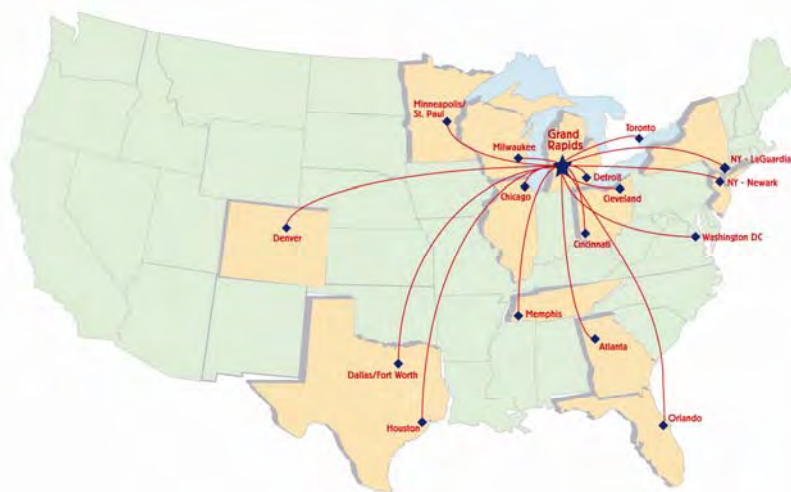 Minneapolis/
St. Paul
Grand
Rapids
Toronto
Milwaukee
NY - LaGuardia
Detroit
NY - Newark
Chicago
Cleveland
Denver
Cincinnati
Washington DC
Memphis
Atlanta
Dallas/Fort Worth
Houston
Orlando